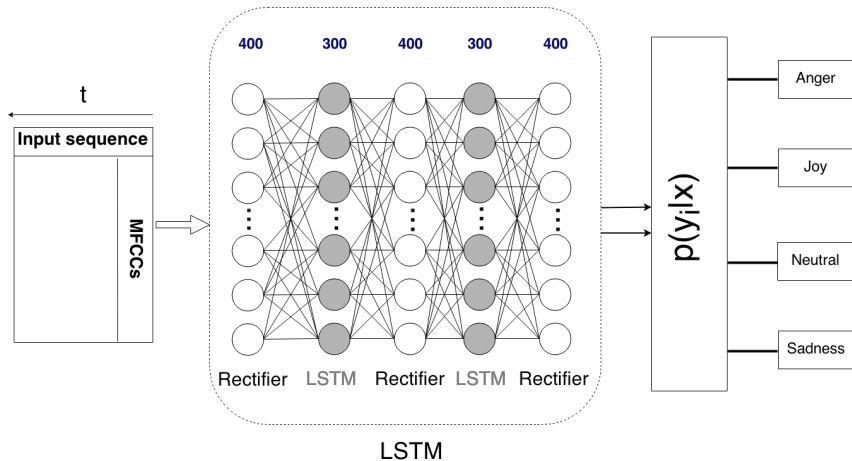 400 300 400 300 400
t
Input sequence
MFCCs
Rectifier LSTM Rectifier LSTM Rectifier
LSTM
p(yᵢ|x)
Anger
Joy
Neutral
Sadness